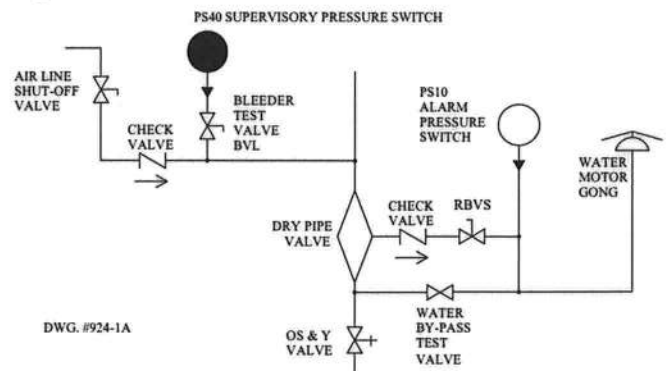 PS40 SUPERVISORY PRESSURE SWITCH
AIR LINE
SHUT-OFF
VALVE
CHECK
VALVE
BLEEDER
TEST
VALVE
BVL
PS10
ALARM
PRESSURE
SWITCH
WATER
MOTOR
GONG
DRY PIPE
VALVE
CHECK
VALVE
RBVS
DWG. #924-1A
OS & Y
VALVE
WATER
BY-PASS
TEST
VALVE